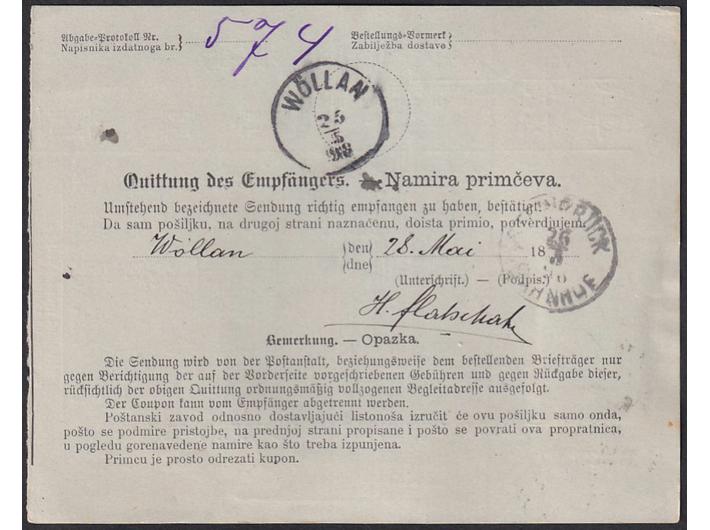 Abgabe-Protokoll Nr.
Napisnika izdatnoga br.
574
Bestellungs-Vormerk
Zabilježba dostave
WÖLLAN
25
5
Quittung des Empfängers. — Namira primčeva.
Umstehend bezeichnete Sendung richtig empfangen zu haben, bestätigt:
Da sam pošiljku, na drugoj strani naznačenu, doista primio, potvèrdjujem:
Wöllan den dne 28. Mai 18
26
BRUCK
BAHNHOF
(Unterschrift.) — (Podpis.)
H.
Bemerkung. — Opazka.
Die Sendung wird von der Postanstalt, beziehungsweise dem bestellenden Briefträger nur
gegen Berichtigung der auf der Vorderseite vorgeschriebenen Gebühren und gegen Rückgabe dieser,
rücksichtlich der obigen Quittung ordnungsmäßig vollzogenen Begleitadresse ausgefolgt.
Der Coupon kann vom Empfänger abgetrennt werden.
Poštanski zavod odnosno dostavljajući listonoša izručit će ovu pošiljku samo onda,
pošto se podmire pristojbe, na prednjoj strani propisane i pošto se povrati ova propratnica,
u pogledu gorenavedene namire kao što treba izpunjena.
Primcu je prosto odrezati kupon.